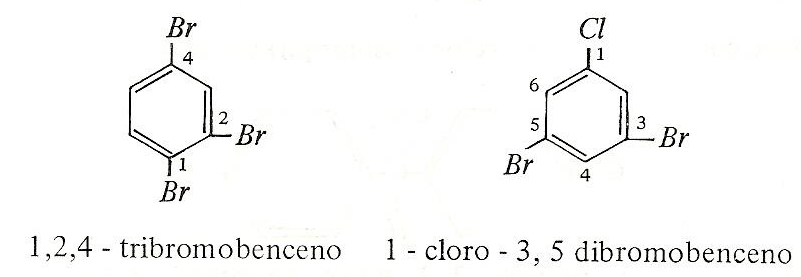 Br
4
2
Br
1
Br
Cl
1
6
5
3
Br
Br
4
1,2,4 - tribromobenceno
1 - cloro - 3, 5 dibromobenceno